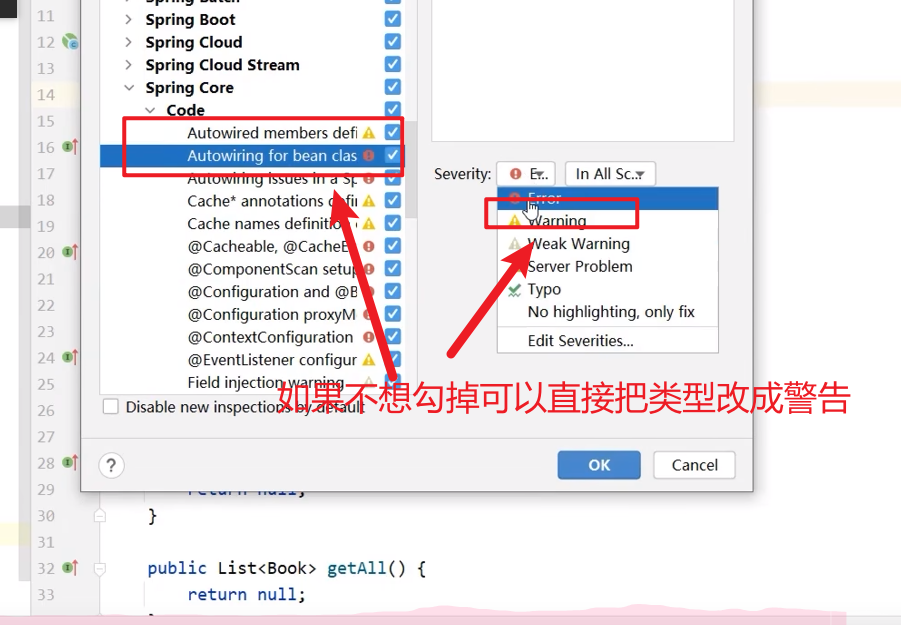 11
Spring Batch
Spring Boot
12
Spring Cloud
13
Spring Cloud Stream
14
Spring Core
15
Code
16
Autowired members defi
Autowiring for bean clas
17
Severity:
E..
In All Sc..
Autowiring issues in a Sp
18
Cache* annotations defi
Error
19
Cache names definition
Warning
20
@Cacheable, @CacheE
Weak Warning
21
@ComponentScan setup
Server Problem
22
@Configuration and @B
Typo
@Configuration proxyM
No highlighting, only fix
23
@ContextConfiguration
Edit Severities...
24
@EventListener configur
25
Field injection warning
如果不想勾掉可以直接把类型改成警告
26
Disable new inspections by default
27
28
?
OK
Cancel
29
return null;
30
}
31
32
public List<Book> getAll() {
33
return null;